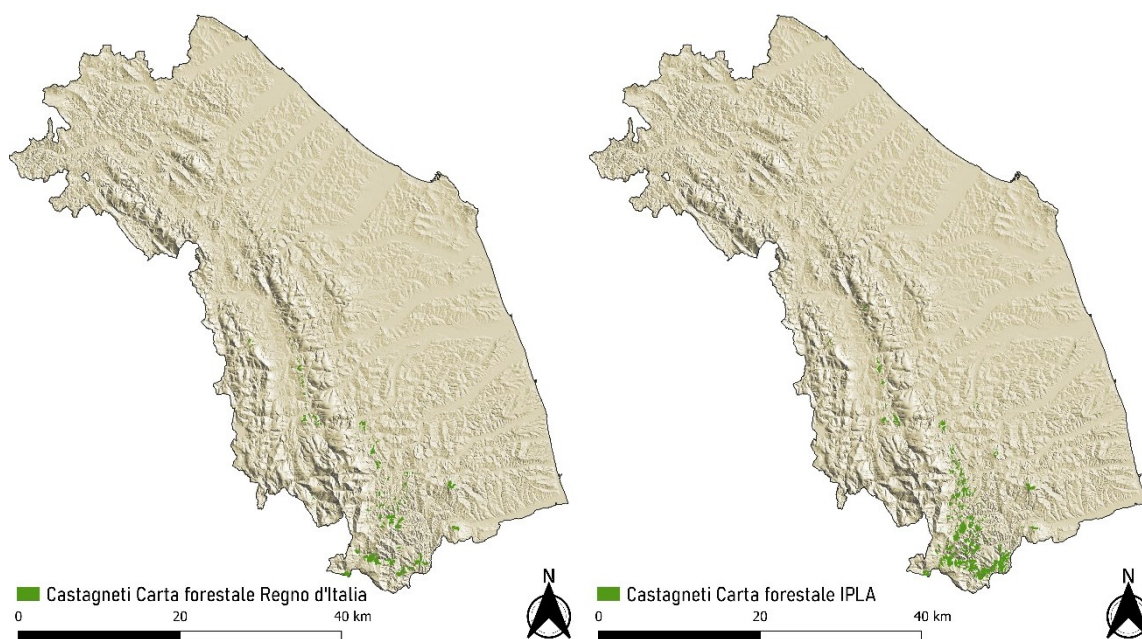 N
Castagneti Carta forestale Regno d'Italia
0 20 40 km
N
Castagneti Carta forestale IPLA
0 20 40 km